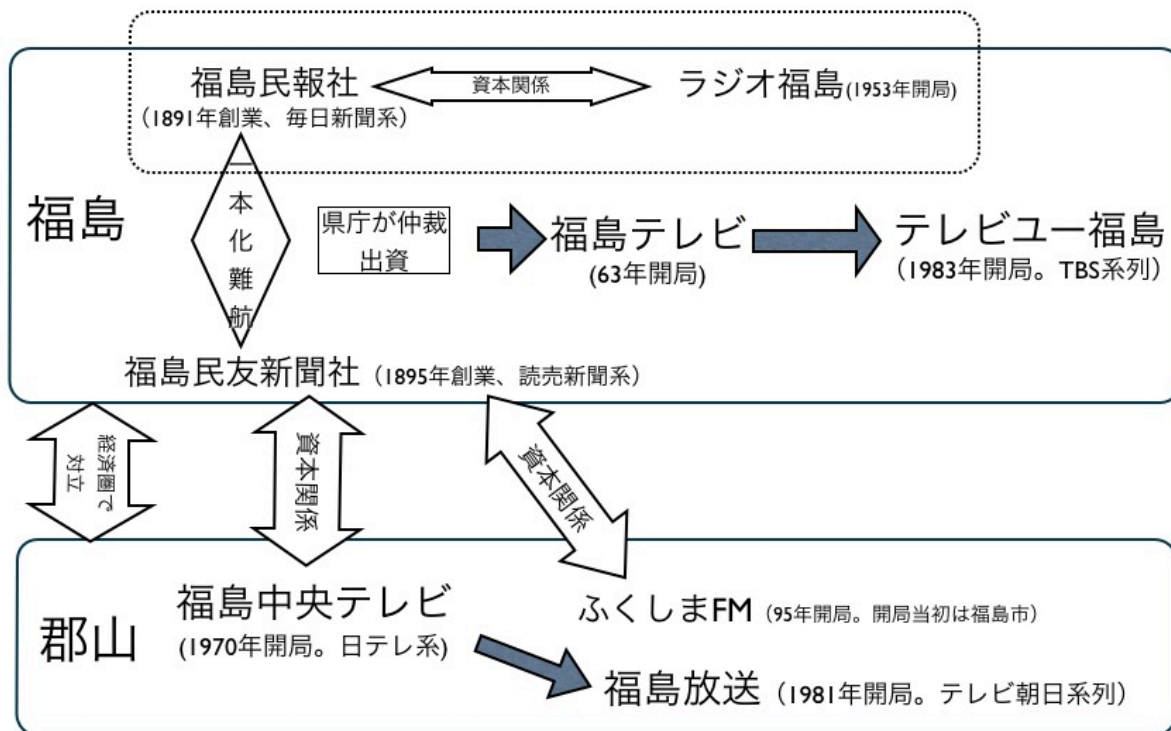 福島民報社
(1891年創業、毎日新聞系)
資本関係
ラジオ福島(1953年開局)
福島
一本化難航
県庁が仲裁
出資
福島テレビ
(63年開局)
テレビユー福島
(1983年開局。TBS系列)
福島民友新聞社(1895年創業、読売新聞系)
経済圏で
対立
資本関係
資本関係
郡山
福島中央テレビ
(1970年開局。日テレ系)
ふくしまFM(95年開局。開局当初は福島市)
福島放送(1981年開局。テレビ朝日系列)